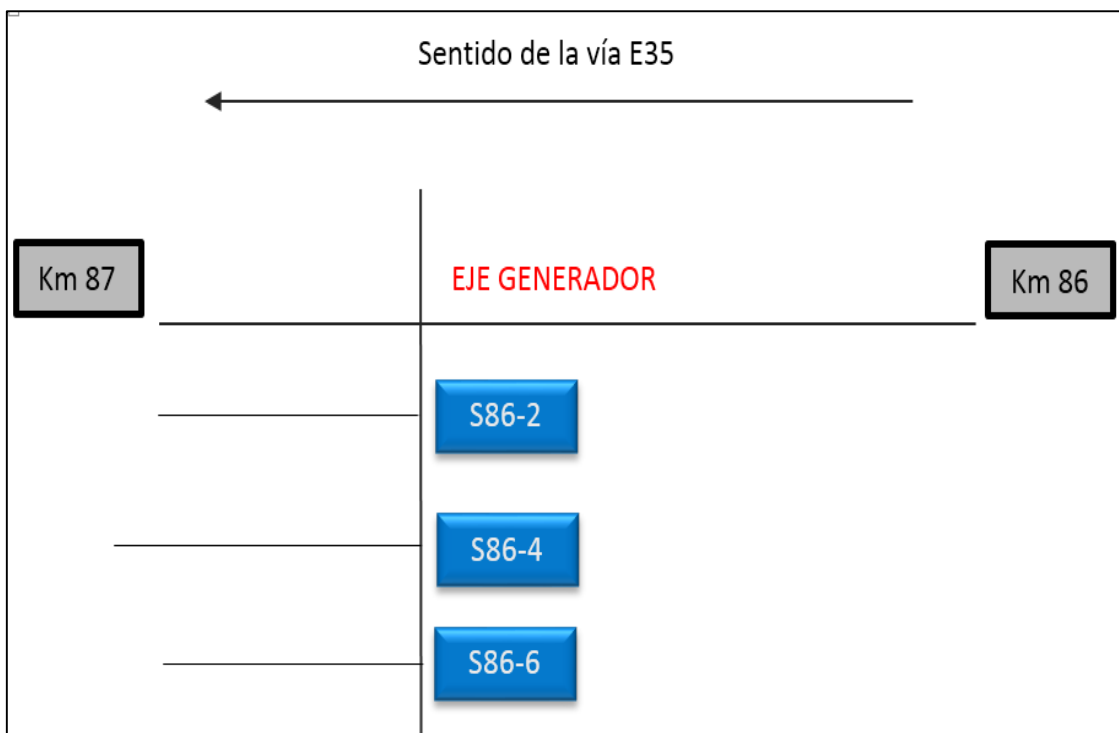 Sentido de la vía E35
Km 87
EJE GENERADOR
Km 86
S86-2
S86-4
S86-6